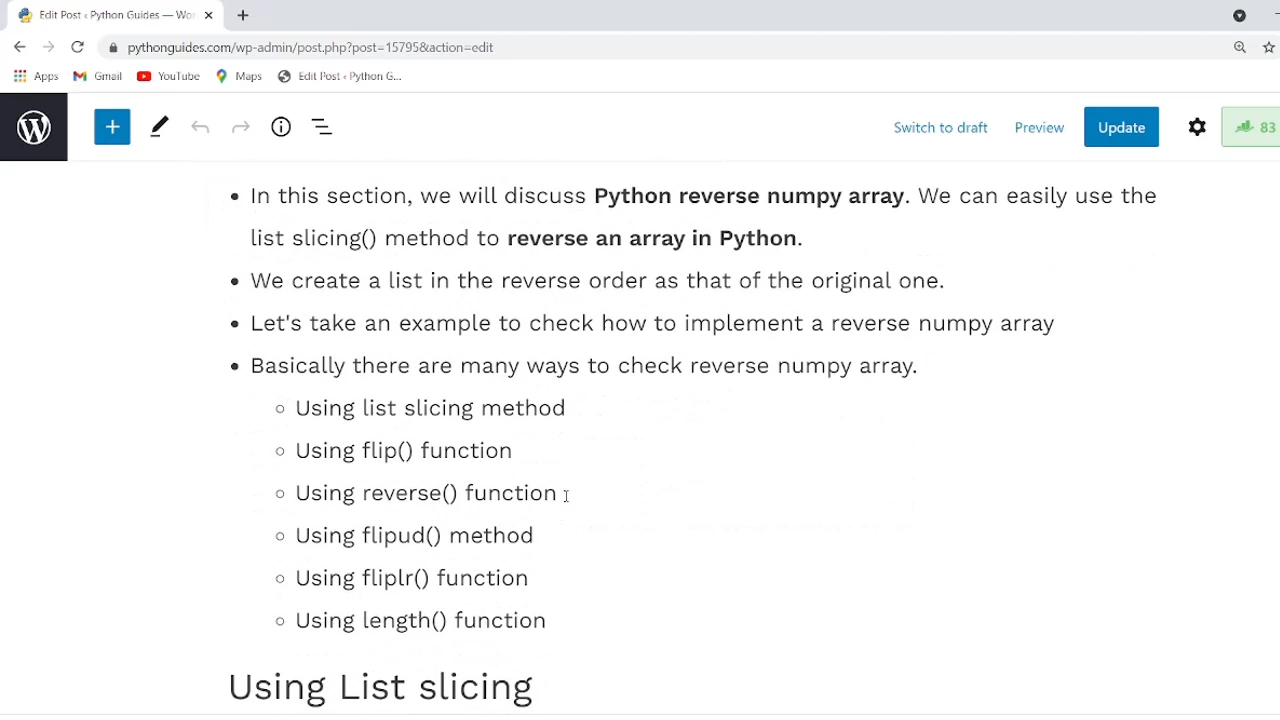 Edit Post ‹ Python Guides — Wor
pythonguides.com/wp-admin/post.php?post=15795&action=edit
Apps Gmail YouTube Maps Edit Post ‹ Python G...
Switch to draft Preview Update 83
• In this section, we will discuss Python reverse numpy array. We can easily use the
list slicing() method to reverse an array in Python.
• We create a list in the reverse order as that of the original one.
• Let's take an example to check how to implement a reverse numpy array
• Basically there are many ways to check reverse numpy array.
◦ Using list slicing method
◦ Using flip() function
◦ Using reverse() function
◦ Using flipud() method
◦ Using fliplr() function
◦ Using length() function
Using List slicing